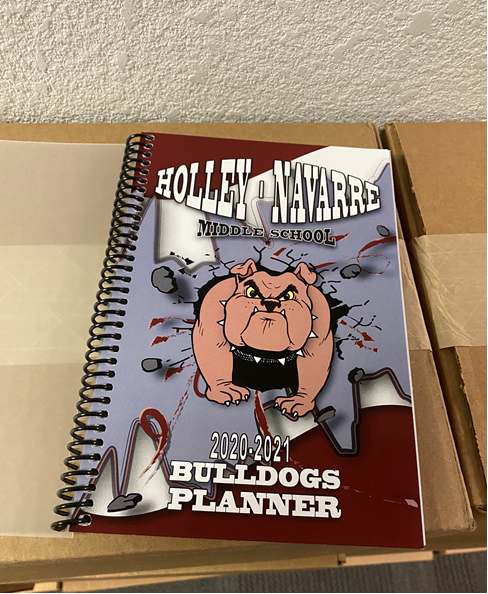 HOLLEY-NAVARRE
MIDDLE SCHOOL
2020-2021
BULLDOGS
PLANNER